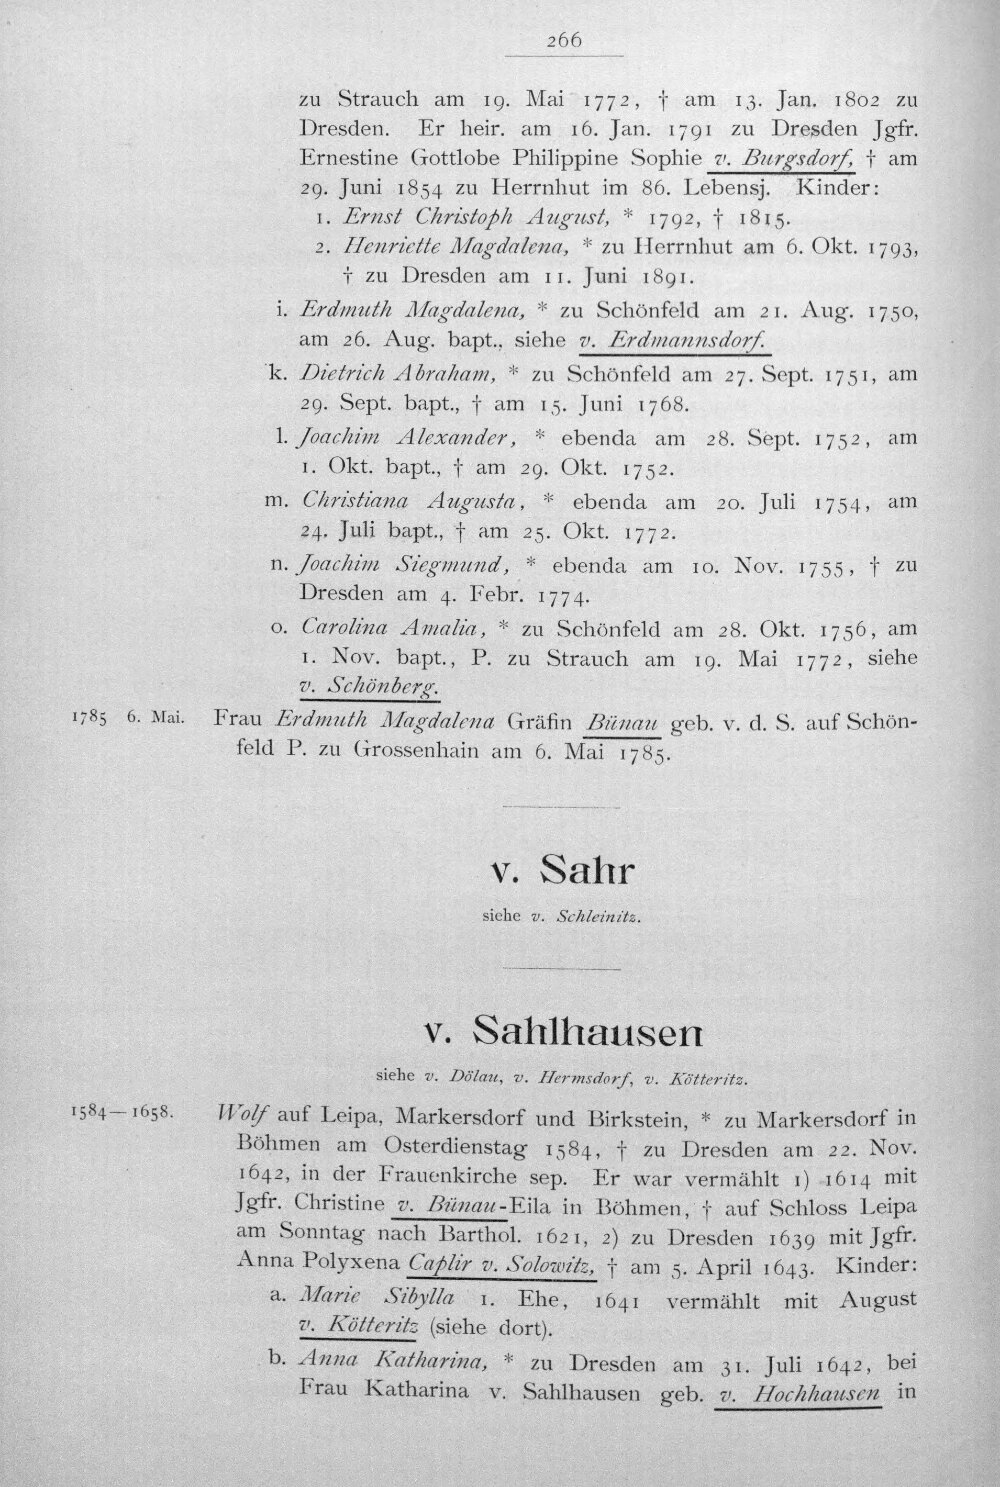 266
zu Strauch am 19. Mai 1772, † am 13. Jan. 1802 zu
Dresden. Er heir. am 16. Jan. 1791 zu Dresden Jgfr.
Ernestine Gottlobe Philippine Sophie v. Burgsdorf, † am
29. Juni 1854 zu Herrnhut im 86. Lebensj. Kinder:
1. Ernst Christoph August, * 1792, † 1815.
2. Henriette Magdalena, * zu Herrnhut am 6. Okt. 1793,
† zu Dresden am 11. Juni 1891.
i. Erdmuth Magdalena, * zu Schönfeld am 21. Aug. 1750,
am 26. Aug. bapt., siehe v. Erdmannsdorf.
k. Dietrich Abraham, * zu Schönfeld am 27. Sept. 1751, am
29. Sept. bapt., † am 15. Juni 1768.
l. Joachim Alexander, * ebenda am 28. Sept. 1752, am
1. Okt. bapt., † am 29. Okt. 1752.
m. Christiana Augusta, * ebenda am 20. Juli 1754, am
24. Juli bapt., † am 25. Okt. 1772.
n. Joachim Siegmund, * ebenda am 10. Nov. 1755, † zu
Dresden am 4. Febr. 1774.
o. Carolina Amalia, * zu Schönfeld am 28. Okt. 1756, am
1. Nov. bapt., P. zu Strauch am 19. Mai 1772, siehe
v. Schönberg.
1785 6. Mai. Frau Erdmuth Magdalena Gräfin Bünau geb. v. d. S. auf Schön-
feld P. zu Grossenhain am 6. Mai 1785.
v. Sahr
siehe v. Schleinitz.
v. Sahlhausen
siehe v. Dölau, v. Hermsdorf, v. Kötteritz.
1584—1658. Wolf auf Leipa, Markersdorf und Birkstein, * zu Markersdorf in
Böhmen am Osterdienstag 1584, † zu Dresden am 22. Nov.
1642, in der Frauenkirche sep. Er war vermählt 1) 1614 mit
Jgfr. Christine v. Bünau-Eila in Böhmen, † auf Schloss Leipa
am Sonntag nach Barthol. 1621, 2) zu Dresden 1639 mit Jgfr.
Anna Polyxena Caplir v. Solowitz, † am 5. April 1643. Kinder:
a. Marie Sibylla 1. Ehe, 1641 vermählt mit August
v. Kötteritz (siehe dort).
b. Anna Katharina, * zu Dresden am 31. Juli 1642, bei
Frau Katharina v. Sahlhausen geb. v. Hochhausen in